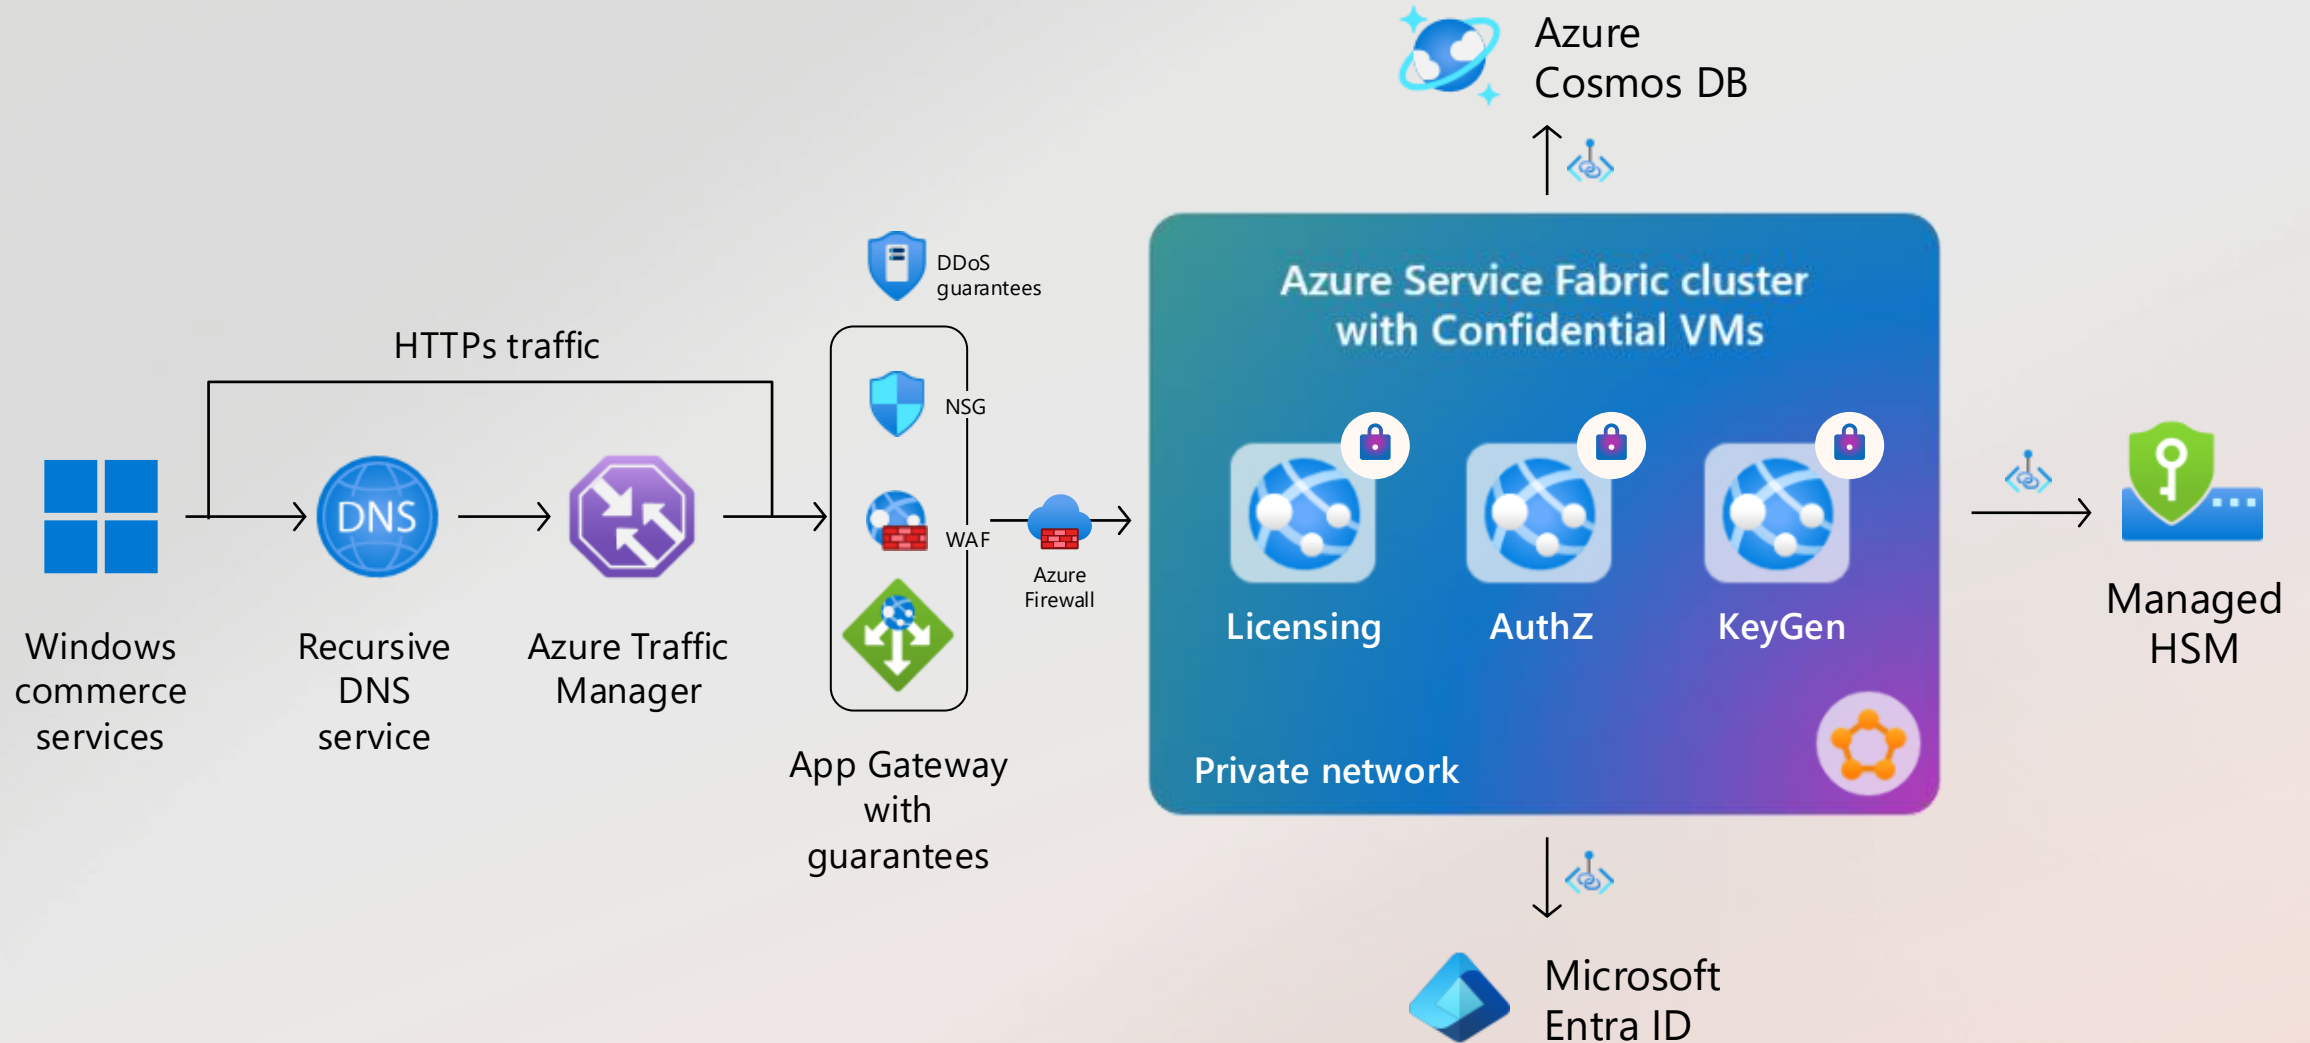 Azure
Cosmos DB
DDoS
guarantees
HTTPs traffic
NSG
WAF
DNS
Azure
Firewall
Windows
commerce
services
Recursive
DNS
service
Azure Traffic
Manager
App Gateway
with
guarantees
Azure Service Fabric cluster
with Confidential VMs
Licensing
AuthZ
KeyGen
Private network
Managed
HSM
Microsoft
Entra ID